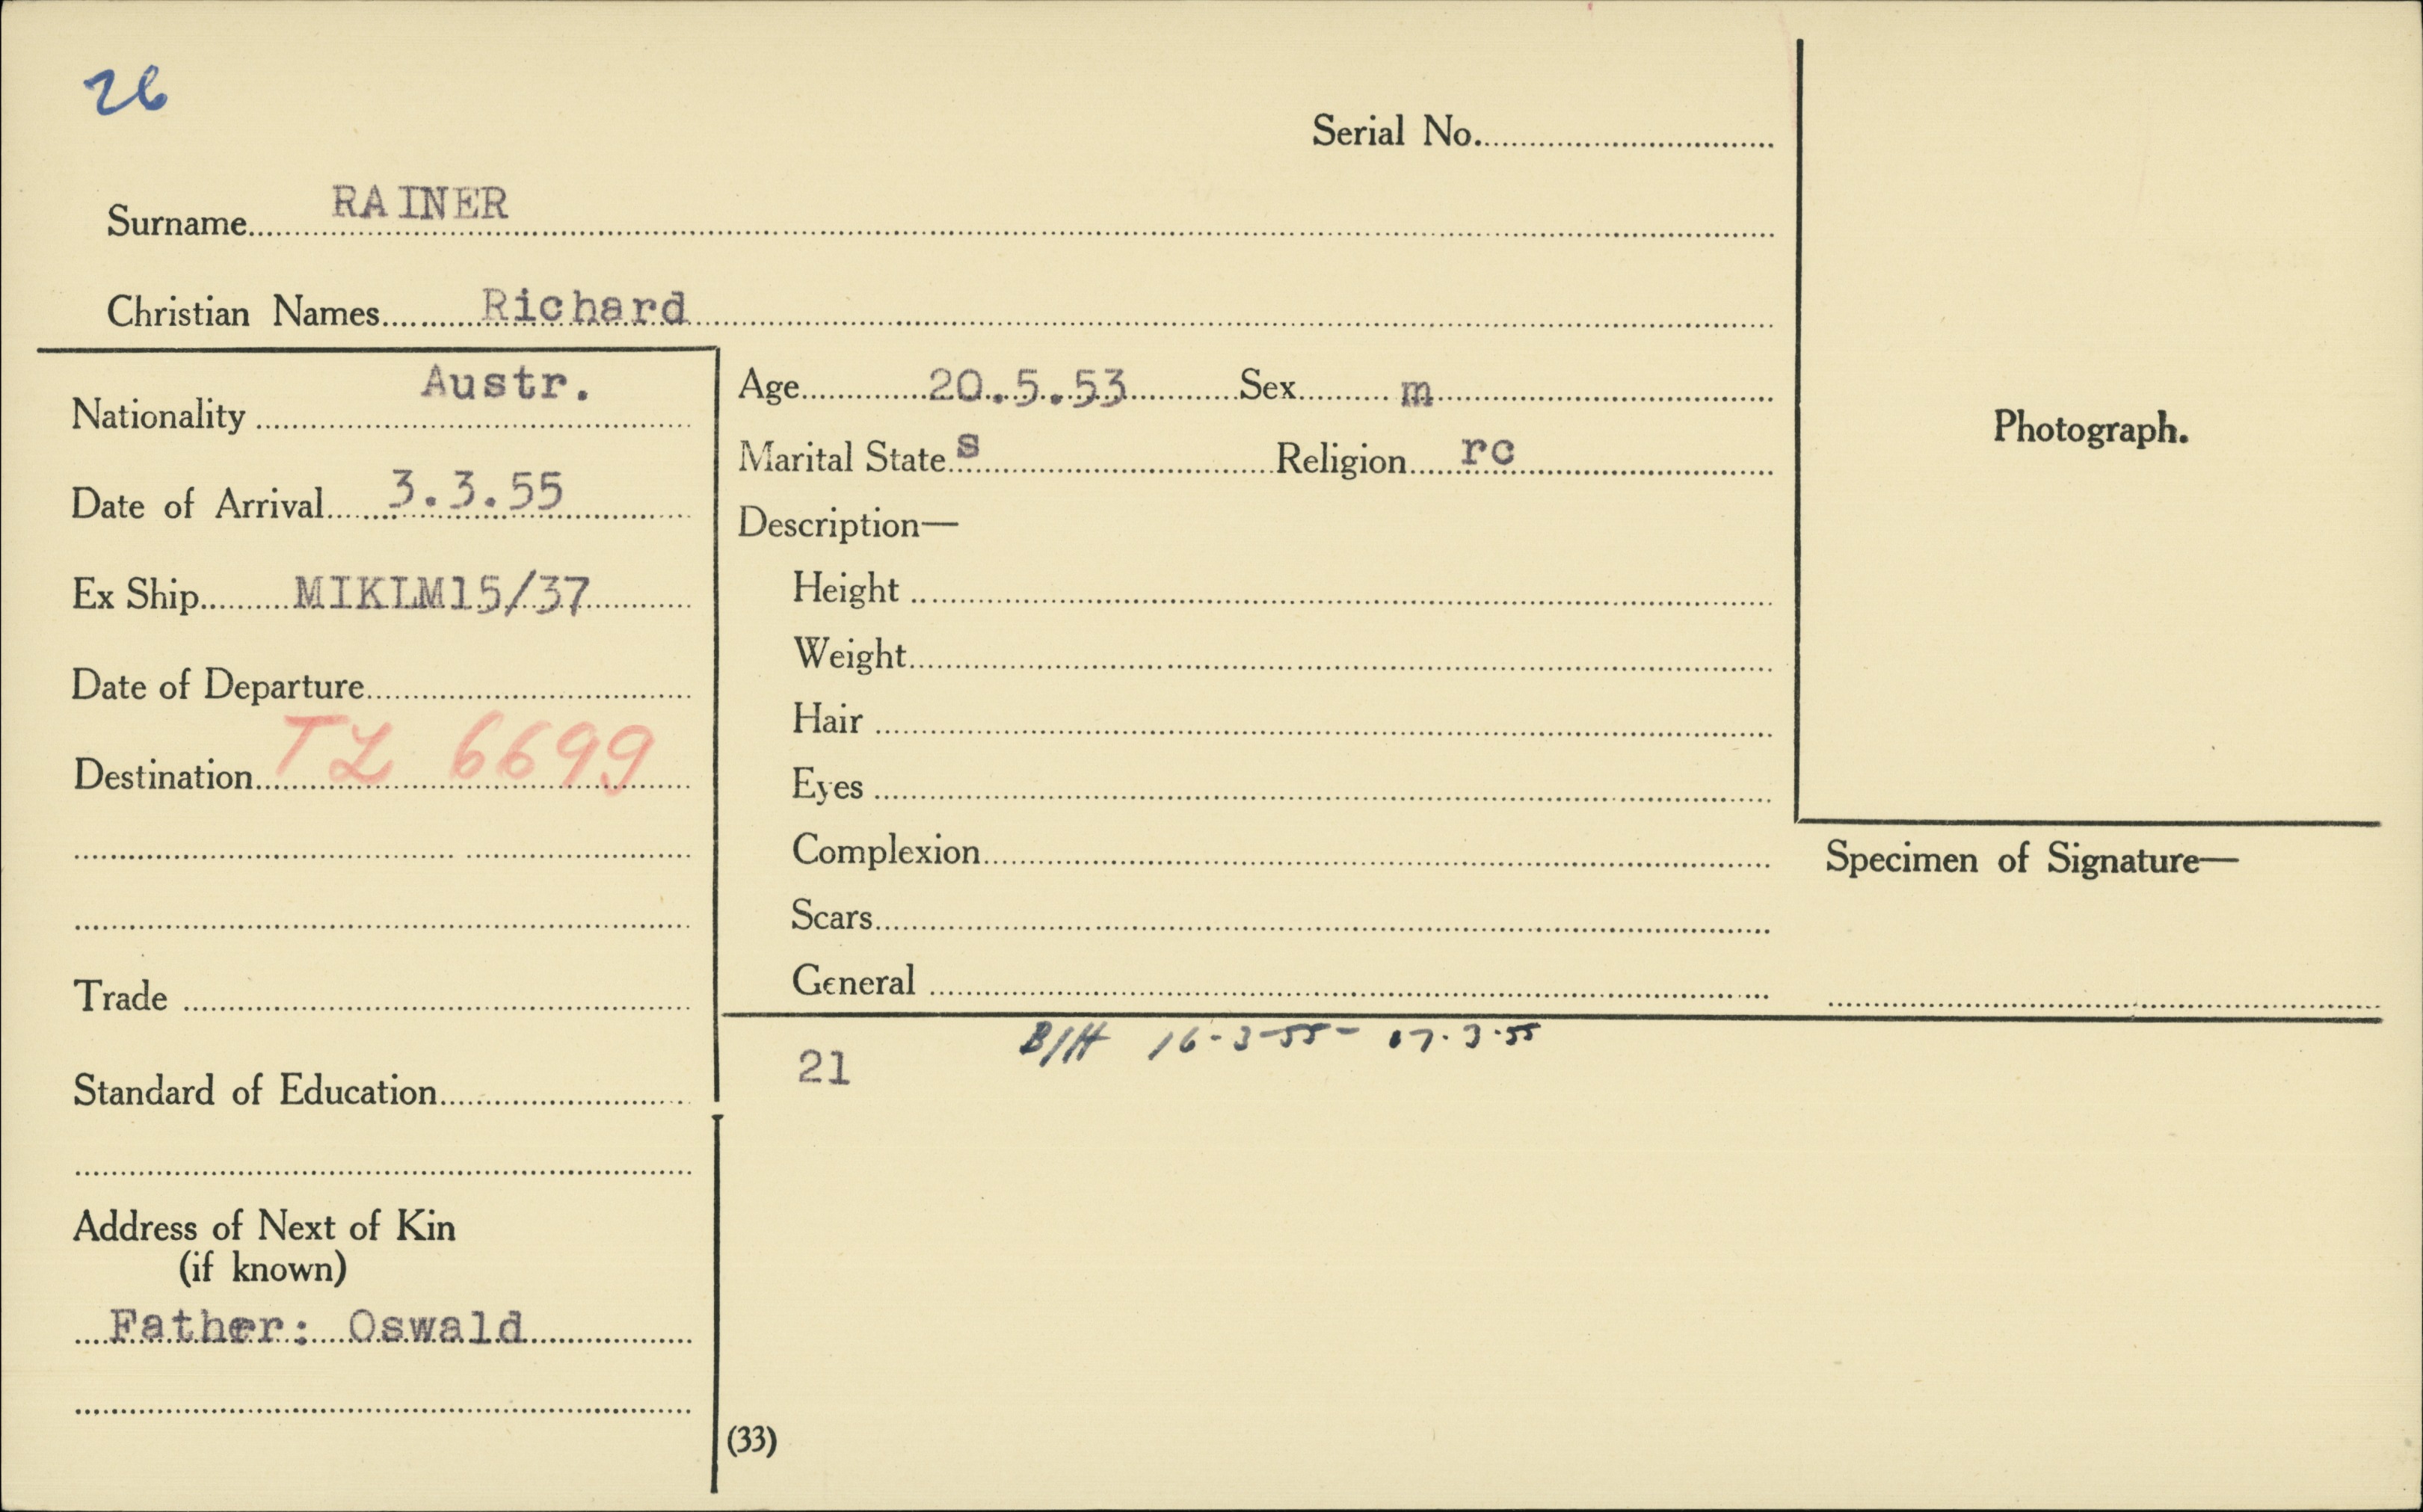 26
Serial No.
Surname RAINER
Christian Names Richard
Nationality Austr.
Date of Arrival 3.3.55
Ex Ship MIKLM15/37
Date of Departure
Destination TZ 6699
Trade
Standard of Education
Address of Next of Kin
(if known)
Father: Oswald
Age 20.5.53 Sex m
Marital State s Religion rc
Description—
Height
Weight
Hair
Eyes
Complexion
Scars
General
Photograph.
Specimen of Signature—
B/H 16-3-55- 17.3.55
21
(33)